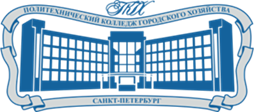 ПОЛИТЕХНИЧЕСКИЙ КОЛЛЕДЖ ГОРОДСКОГО ХОЗЯЙСТВА
ПКГХ
САНКТ-ПЕТЕРБУРГ